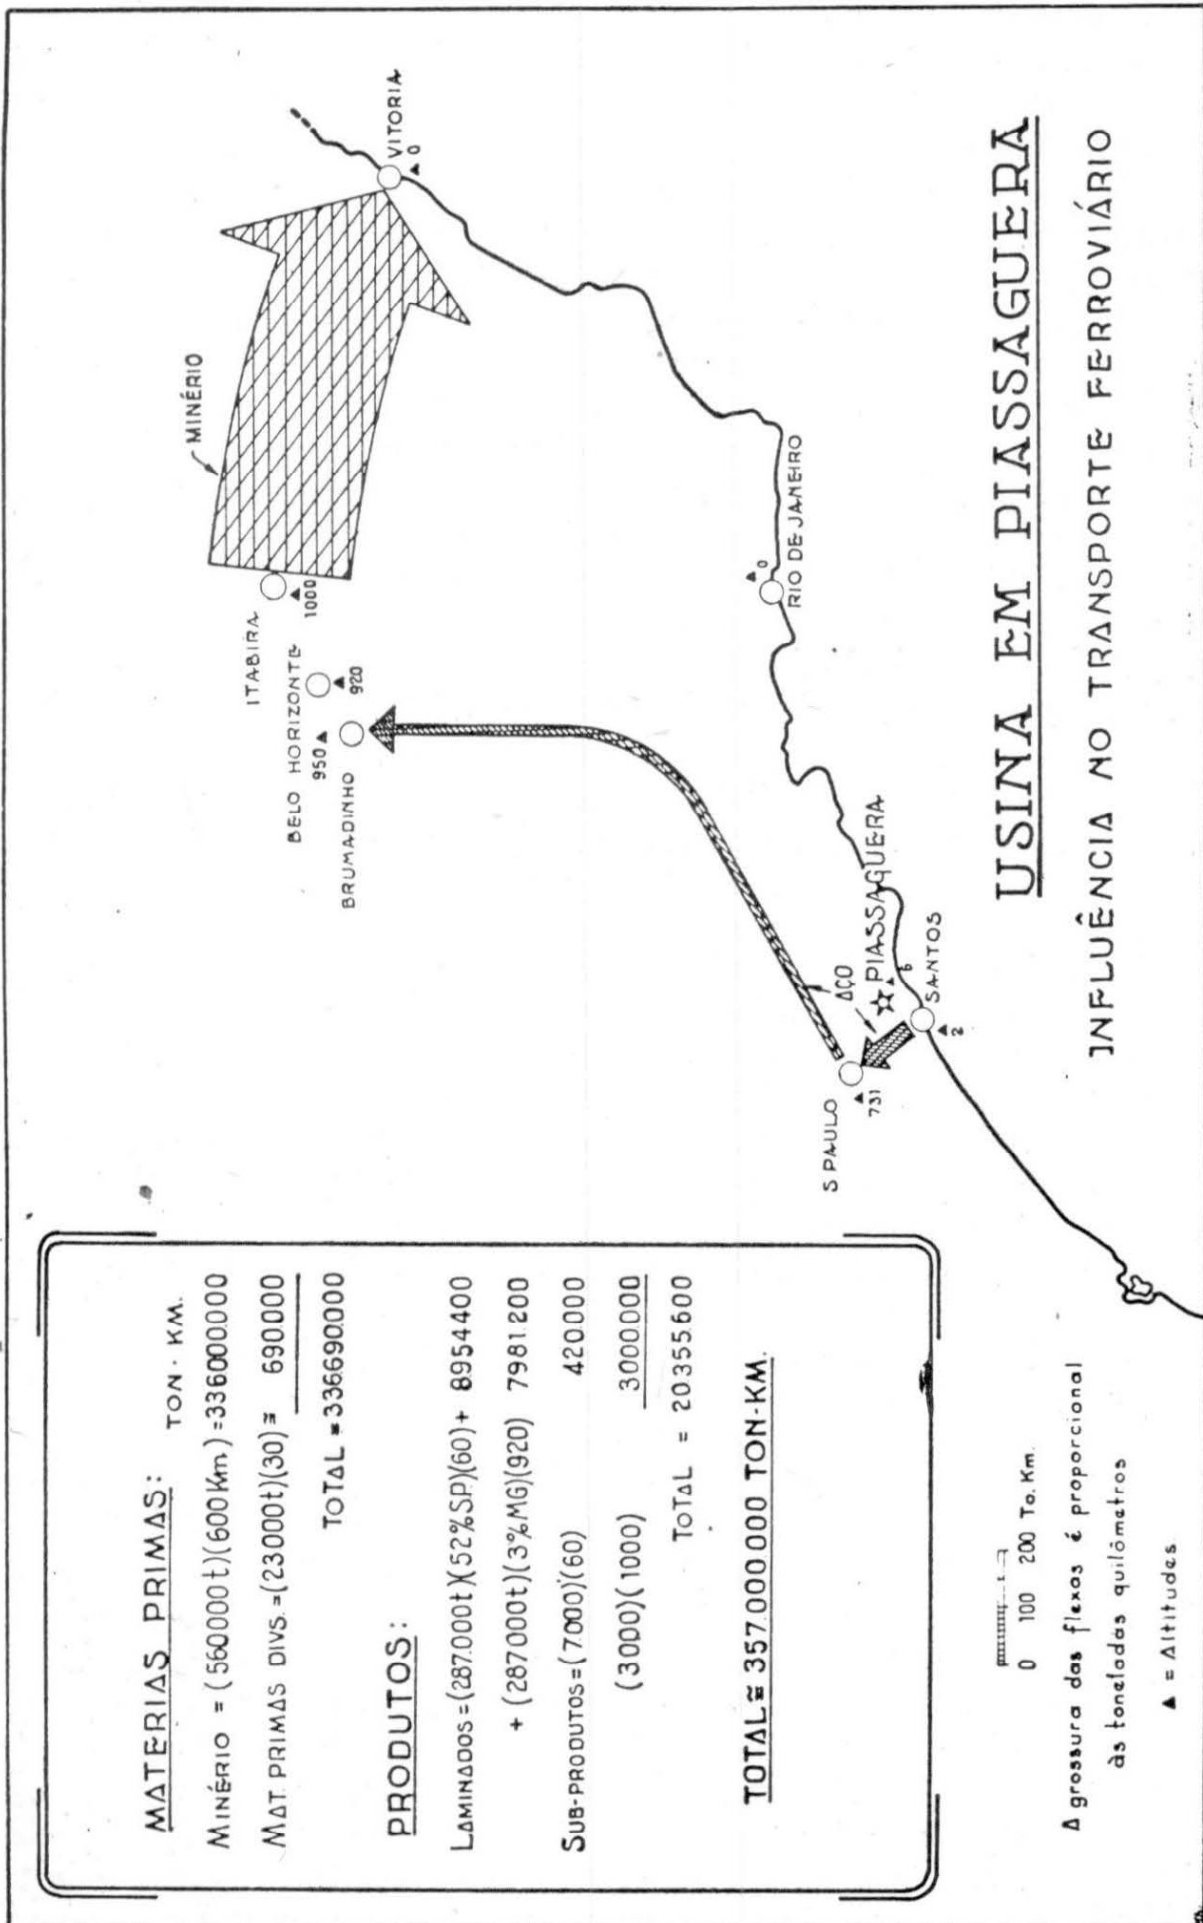 MATERIAS PRIMAS:
TON · KM.
MINÉRIO = (560000t)(600Km.) = 336000000
MAT. PRIMAS DIVS. = (23000t)(30) ≅ 690000
TOTAL ≅ 336690000
PRODUTOS:
LAMINADOS = (287.000t)(52%SP)(60) + 8954400
+ (287000t)(3%MG)(920) 7981200
SUB-PRODUTOS = (7.000)(60) 420000
(3000)(1000) 3000000
TOTAL = 20355600
TOTAL ≅ 357.000.000 TON-KM.
0 100 200 To. Km.
A grossura das flexas é proporcional
às toneladas quilômetros
▲ = Altitudes
MINÉRIO
VITORIA
▲ 0
ITABIRA
▲ 1000
BELO HORIZONTE
▲ 920
950 ▲
BRUMADINHO
RIO DE JANEIRO
▲ 0
AÇO
PIASSAGUERA
▲ 6
S PAULO
▲ 731
SANTOS
▲ 2
USINA EM PIASSAGUERA
INFLUÊNCIA NO TRANSPORTE FERROVIÁRIO